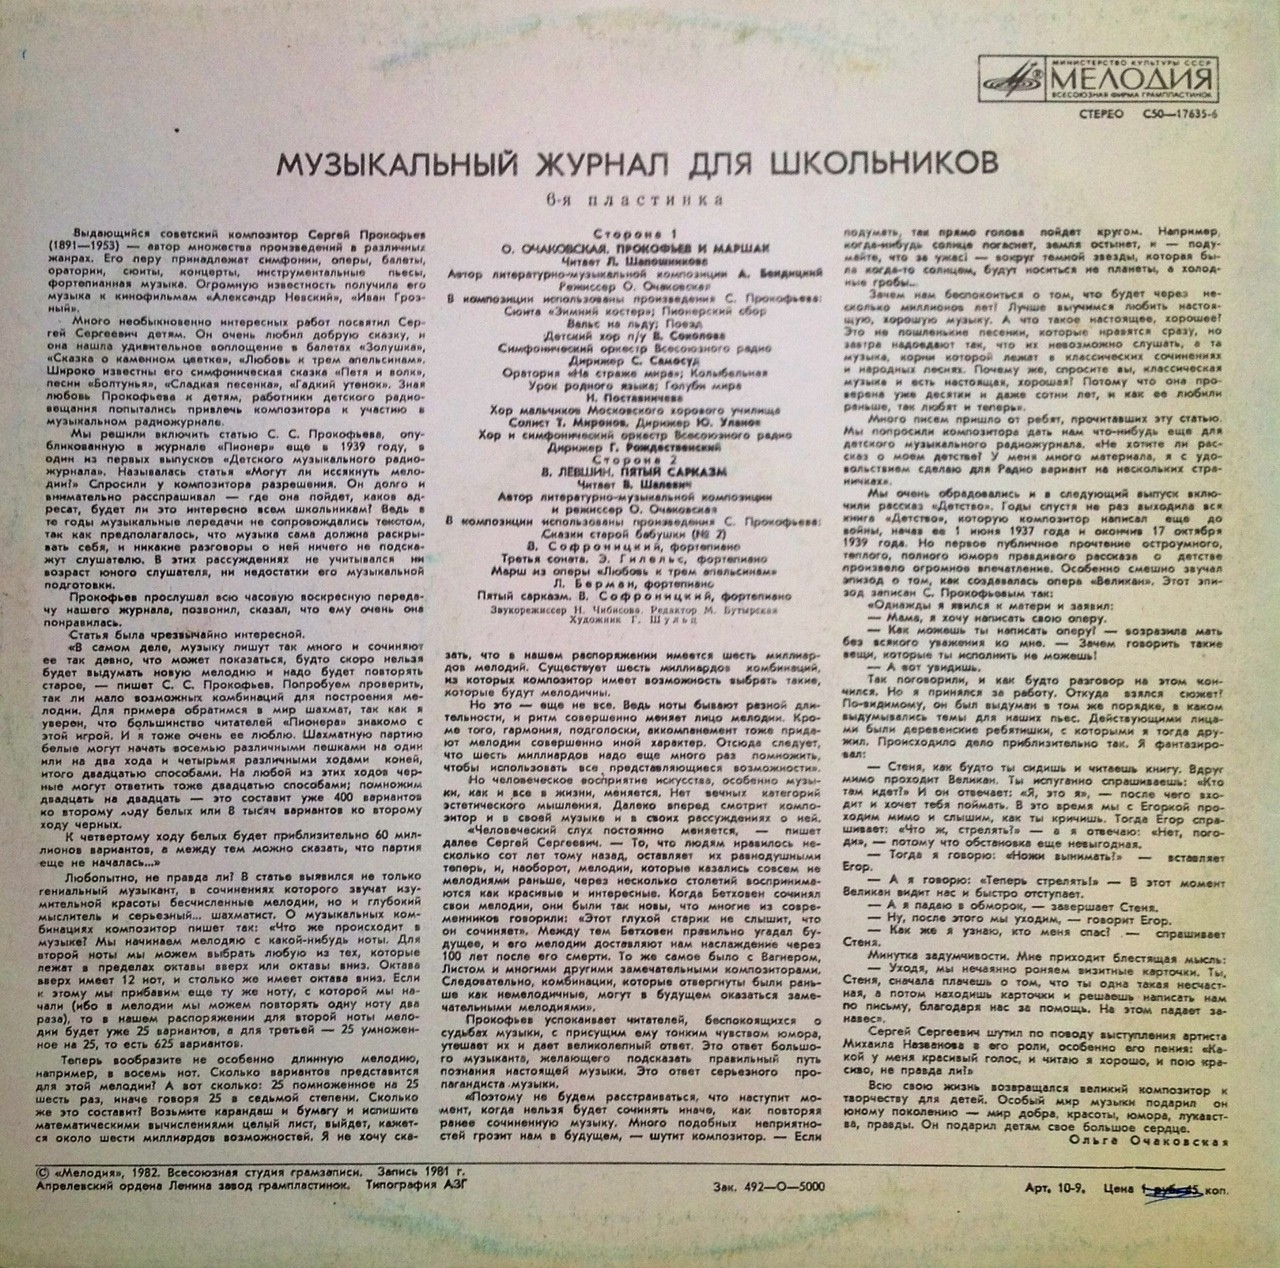 МИНИСТЕРСТВО КУЛЬТУРЫ СССР
МЕЛОДИЯ
ВСЕСОЮЗНАЯ ФИРМА ГРАМПЛАСТИНОК
СТЕРЕО С50—17635-6
МУЗЫКАЛЬНЫЙ ЖУРНАЛ ДЛЯ ШКОЛЬНИКОВ
6-я пластинка
Выдающийся советский композитор Сергей Прокофьев
(1891—1953) — автор множества произведений в различных
жанрах. Его перу принадлежат симфонии, оперы, балеты,
оратории, сюиты, концерты, инструментальные пьесы,
фортепианная музыка. Огромную известность получила его
музыка к кинофильмам «Александр Невский», «Иван Гроз-
ный».
Много необыкновенно интересных работ посвятил Сер-
гей Сергеевич детям. Он очень любил добрую сказку, и
она нашла удивительное воплощение в балетах «Золушка»,
«Сказка о каменном цветке», «Любовь к трем апельсинам».
Широко известны его симфоническая сказка «Петя и волк»,
песни «Болтунья», «Сладкая песенка», «Гадкий утенок». Зная
любовь Прокофьева к детям, работники детского радио-
вещания попытались привлечь композитора к участию в
музыкальном радиожурнале.
Мы решили включить статью С. С. Прокофьева, опу-
бликованную в журнале «Пионер» еще в 1939 году, в
один из первых выпусков «Детского музыкального радио-
журнала». Называлась статья «Могут ли иссякнуть мело-
дии?» Спросили у композитора разрешения. Он долго и
внимательно расспрашивал — где она пойдет, каков ад-
ресат, будет ли это интересно всем школьникам? Ведь в
те годы музыкальные передачи не сопровождались текстом,
так как предполагалось, что музыка сама должна раскры-
вать себя, и никакие разговоры о ней ничего не подска-
жут слушателю. В этих рассуждениях не учитывался ни
возраст юного слушателя, ни недостатки его музыкальной
подготовки.
Прокофьев прослушал всю часовую воскресную переда-
чу нашего журнала, позвонил, сказал, что ему очень она
понравилась.
Статья была чрезвычайно интересной.
«В самом деле, музыку пишут так много и сочиняют
ее так давно, что может показаться, будто скоро нельзя
будет выдумать новую мелодию и надо будет повторять
старое, — пишет С. С. Прокофьев. Попробуем проверить,
так ли мало возможных комбинаций для построения ме-
лодии. Для примера обратимся в мир шахмат, так как я
уверен, что большинство читателей «Пионера» знакомо с
этой игрой. И я тоже очень ее люблю. Шахматную партию
белые могут начать восемью различными пешками на один
или на два хода и четырьмя различными ходами коней,
итого двадцатью способами. На любой из этих ходов чер-
ные могут ответить тоже двадцатью способами; помножим
двадцать на двадцать — это составит уже 400 вариантов
ко второму ходу белых или 8 тысяч вариантов ко второму
ходу черных.
К четвертому ходу белых будет приблизительно 60 мил-
лионов вариантов, а между тем можно сказать, что партия
еще не началась...»
Любопытно, не правда ли? В статье выявился не только
гениальный музыкант, в сочинениях которого звучат изу-
мительной красоты бесчисленные мелодии, но и глубокий
мыслитель и серьезный... шахматист. О музыкальных ком-
бинациях композитор пишет так: «Что же происходит в
музыке? Мы начинаем мелодию с какой-нибудь ноты. Для
второй ноты мы можем выбрать любую из тех, которые
лежат в пределах октавы вверх или октавы вниз. Октава
вверх имеет 12 нот, и столько же имеет октава вниз. Если
к этому мы прибавим еще ту же ноту, с которой мы на-
чали (ибо в мелодии мы можем повторять одну ноту два
раза), то в нашем распоряжении для второй ноты мело-
дии будет уже 25 вариантов, а для третьей — 25 умножен-
ное на 25, то есть 625 вариантов.
Теперь вообразите не особенно длинную мелодию,
например, в восемь нот. Сколько вариантов представится
для этой мелодии? А вот сколько: 25 помноженное на 25
шесть раз, иначе говоря 25 в седьмой степени. Сколько
же это составит? Возьмите карандаш и бумагу и испишите
математическими вычислениями целый лист, выйдет, кажет-
ся около шести миллиардов возможностей. Я не хочу ска-
Сторона 1
О. ОЧАКОВСКАЯ. ПРОКОФЬЕВ И МАРШАК
Читает Л. Шапошникова
Автор литературно-музыкальной композиции А. Вендицкий
Режиссер О. Очаковская
В композиции использованы произведения С. Прокофьева:
Сюита «Зимний костер»; Пионерский сбор
Вальс на льду; Поезд
Детский хор п/у В. Соколова
Симфонический оркестр Всесоюзного радио
Дирижер С. Самосуд
Оратория «На страже мира»; Колыбельная
Урок родного языка; Голуби мира
Н. Поставничева
Хор мальчиков Московского хорового училища
Солист Т. Миронов, Дирижер Ю. Уланов
Хор и симфонический оркестр Всесоюзного радио
Дирижер Г. Рождественский
Сторона 2
В. ЛЕВШИН. ПЯТЫЙ САРКАЗМ
Читает В. Шалевич
Автор литературно-музыкальной композиции
и режиссер О. Очаковская
В композиции использованы произведения С. Прокофьева:
Сказки старой бабушки (№ 2)
В. Софроницкий, фортепиано
Третья соната. Э. Гилельс, фортепиано
Марш из оперы «Любовь к трем апельсинам»
Л. Берман, фортепиано
Пятый сарказм. В. Софроницкий, фортепиано
Звукорежиссер Н. Чибисова. Редактор М. Бутырская
Художник Г. Шульц
зать, что в нашем распоряжении имеется шесть миллиар-
дов мелодий. Существует шесть миллиардов комбинаций,
из которых композитор имеет возможность выбрать такие,
которые будут мелодичны.
Но это — еще не все. Ведь ноты бывают разной дли-
тельности, и ритм совершенно меняет лицо мелодии. Кро-
ме того, гармония, подголоски, аккомпанемент тоже прида-
ют мелодии совершенно иной характер. Отсюда следует,
что шесть миллиардов надо еще много раз помножить,
чтобы использовать все представляющиеся возможности».
Но человеческое восприятие искусства, особенно музы-
ки, как и все в жизни, меняется. Нет вечных категорий
эстетического мышления. Далеко вперед смотрит компо-
зитор и в своей музыке и в своих рассуждениях о ней.
«Человеческий слух постоянно меняется, — пишет
далее Сергей Сергеевич. — То, что людям нравилось не-
сколько сот лет тому назад, оставляет их равнодушными
теперь, и, наоборот, мелодии, которые казались совсем не
мелодиями раньше, через несколько столетий воспринима-
ются как красивые и интересные. Когда Бетховен сочинял
свои мелодии, они были так новы, что многие из совре-
менников говорили: «Этот глухой старик не слышит, что
он сочиняет». Между тем Бетховен правильно угадал бу-
дущее, и его мелодии доставляют нам наслаждение через
100 лет после его смерти. То же самое было с Вагнером,
Листом и многими другими замечательными композиторами.
Следовательно, комбинации, которые отвергнуты были рань-
ше как немелодичные, могут в будущем оказаться заме-
чательными мелодиями».
Прокофьев успокаивает читателей, беспокоящихся о
судьбах музыки, с присущим ему тонким чувством юмора,
утешает их и дает великолепный ответ. Это ответ большо-
го музыканта, желающего подсказать правильный путь
познания настоящей музыки. Это ответ серьезного про-
пагандиста музыки.
«Поэтому не будем расстраиваться, что наступит мо-
мент, когда нельзя будет сочинять иначе, как повторяя
ранее сочиненную музыку. Много подобных неприятно-
стей грозит нам в будущем, — шутит композитор. — Если
подумать, так прямо голова пойдет кругом. Например,
когда-нибудь солнце погаснет, земля остынет, и — поду-
майте, что за ужас! — вокруг темной звезды, которая бы-
ла когда-то солнцем, будут носиться не планеты, а холод-
ные гробы...
Зачем нам беспокоиться о том, что будет через не-
сколько миллионов лет! Лучше выучимся любить настоя-
щую, хорошую музыку. А что такое настоящее, хорошее?
Это не пошленькие песенки, которые нравятся сразу, но
завтра надоедают так, что их невозможно слушать, а та
музыка, корни которой лежат в классических сочинениях
и народных песнях. Почему же, спросите вы, классическая
музыка и есть настоящая, хорошая? Потому что она про-
верена уже десятки и даже сотни лет, и как ее любили
раньше, так любят и теперь».
Много писем пришло от ребят, прочитавших эту статью.
Мы попросили композитора дать нам что-нибудь еще для
детского музыкального радиожурнала. «Не хотите ли рас-
сказ о моем детстве? У меня много материала, я с удо-
вольствием сделаю для Радио вариант на нескольких стра-
ничках».
Мы очень обрадовались и в следующий выпуск вклю-
чили рассказ «Детство». Годы спустя не раз выходила вся
книга «Детство», которую композитор написал еще до
войны, начав ее 1 июня 1937 года и окончив 17 октября
1939 года. Но первое публичное прочтение остроумного,
теплого, полного юмора правдивого рассказа о детстве
произвело огромное впечатление. Особенно смешно звучал
эпизод о том, как создавалась опера «Великан». Этот эпи-
зод записан С. Прокофьевым так:
«Однажды я явился к матери и заявил:
— Мама, я хочу написать свою оперу.
— Как можешь ты написать оперу? — возразила мать
без всякого уважения ко мне. — Зачем говорить такие
вещи, которые ты исполнить не можешь!
— А вот увидишь.
Так поговорили, и как будто разговор на этом кон-
чился. Но я принялся за работу. Откуда взялся сюжет?
По-видимому, он был выдуман в том же порядке, в каком
выдумывались темы для наших пьес. Действующими лица-
ми были деревенские ребятишки, с которыми я тогда дру-
жил. Происходило дело приблизительно так. Я фантазиро-
вал:
— Стеня, как будто ты сидишь и читаешь книгу. Вдруг
мимо проходит Великан. Ты испуганно спрашиваешь: «Кто
там идет?» И он отвечает: «Я, это я», — после чего вхо-
дит и хочет тебя поймать. В это время мы с Егоркой про-
ходим мимо и слышим, как ты кричишь. Тогда Егор спра-
шивает: «Что ж, стрелять?» — а я отвечаю: «Нет, пого-
ди», — потому что обстановка еще невыгодная.
— Тогда я говорю: «Ножи вынимать?» — вставляет
Егор.
— А я говорю: «Теперь стрелять!» — В этот момент
Великан видит нас и быстро отступает.
— А я падаю в обморок, — завершает Стеня.
— Ну, после этого мы уходим, — говорит Егор.
— Как же я узнаю, кто меня спас? — спрашивает
Стеня.
Минутка задумчивости. Мне приходит блестящая мысль:
— Уходя, мы нечаянно роняем визитные карточки. Ты,
Стеня, сначала плачешь о том, что ты одна такая несчаст-
ная, а потом находишь карточки и решаешь написать нам
по письму, благодаря нас за помощь. На этом падает за-
навес».
Сергей Сергеевич шутил по поводу выступления артиста
Михаила Названова в его роли, особенно его пения: «Ка-
кой у меня красивый голос, и читаю я хорошо, и пою кра-
сиво, не правда ли?»
Всю свою жизнь возвращался великий композитор к
творчеству для детей. Особый мир музыки подарил он
юному поколению — мир добра, красоты, юмора, лукавст-
ва, правды. Он подарил детям свое большое сердце.
Ольга Очаковская
© «Мелодия», 1982. Всесоюзная студия грамзаписи. Запись 1981 г.
Апрелевский ордена Ленина завод грампластинок. Типография АЗГ
Зак. 492—О—5000
Арт. 10-9. Цена 1 руб. 45 коп.